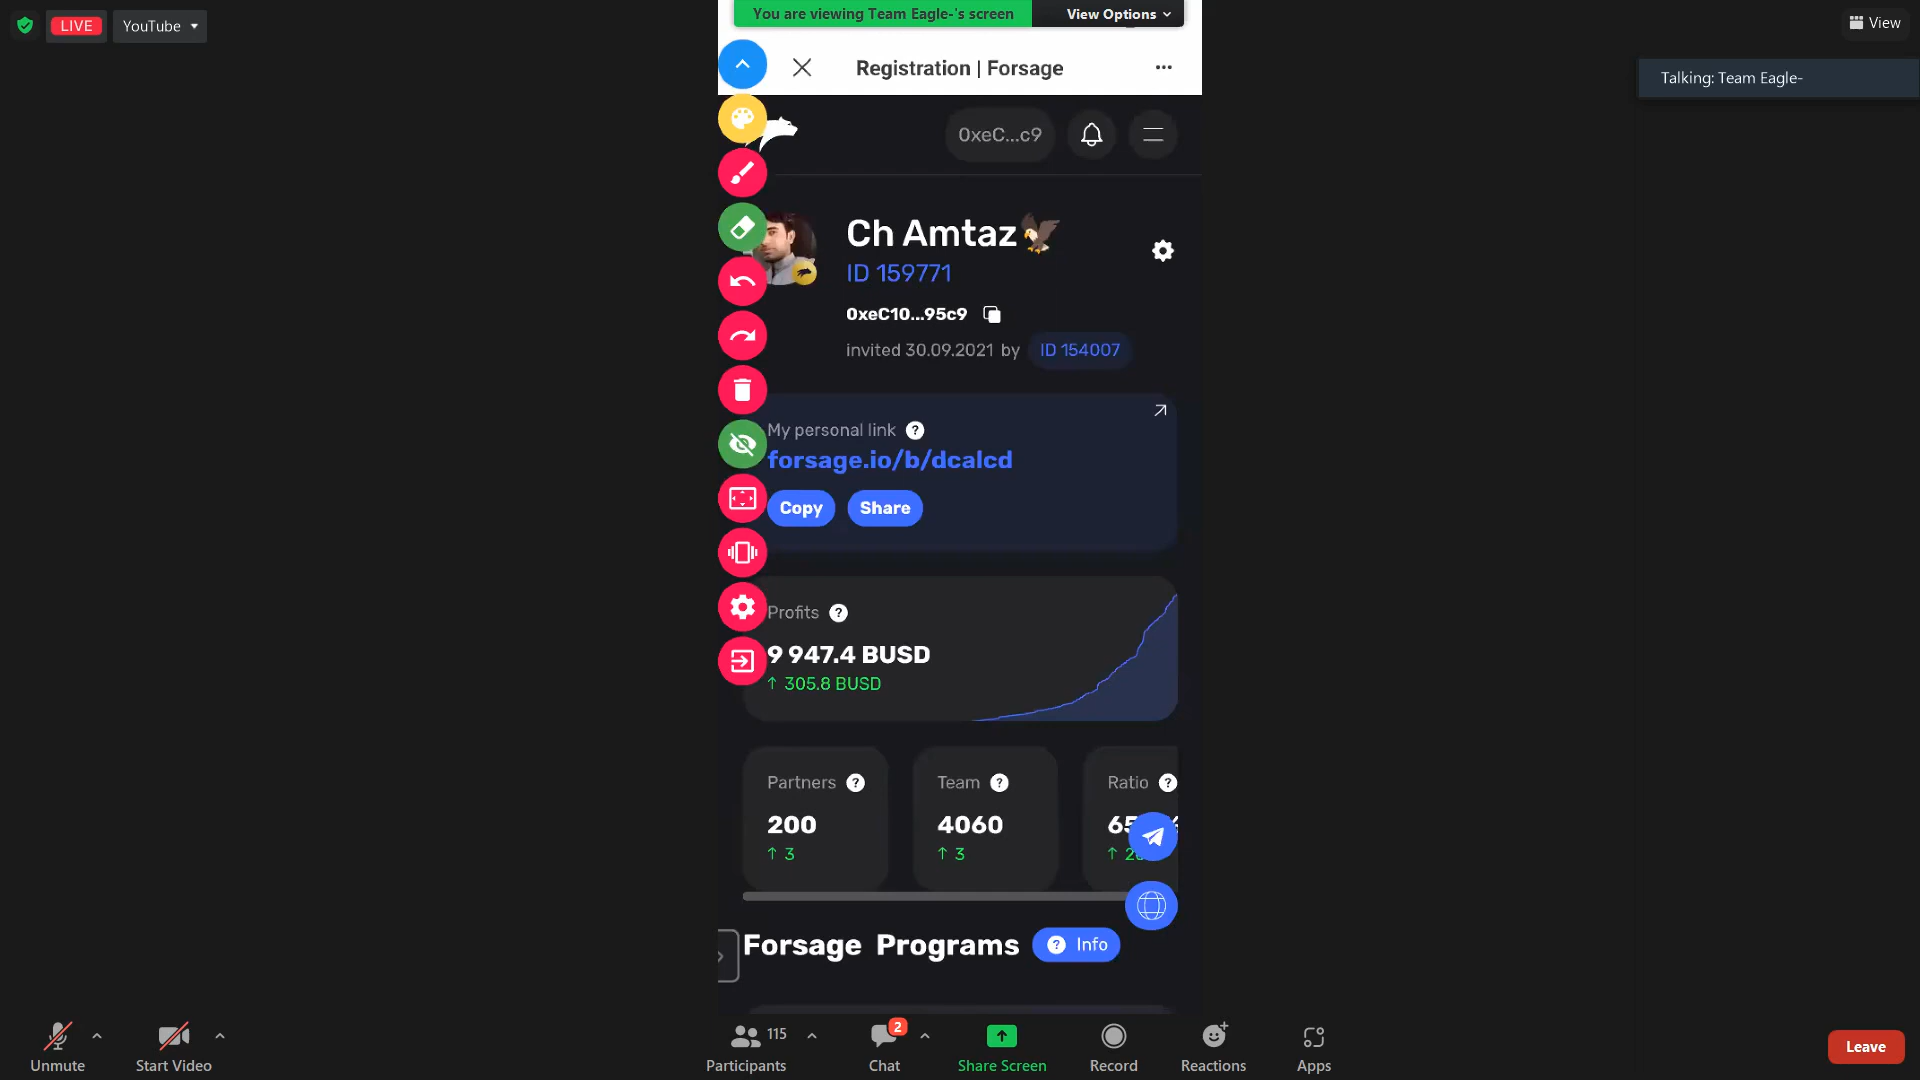 LIVE
YouTube
You are viewing Team Eagle-'s screen
View Options
View
Talking: Team Eagle-
Registration | Forsage
0xeC...c9
Ch Amtaz
ID 159771
0xeC10...95c9
invited 30.09.2021 by ID 154007
My personal link ?
forsage.io/b/dcalcd
Copy
Share
Profits ?
9 947.4 BUSD
↑ 305.8 BUSD
Partners ?
200
↑ 3
Team ?
4060
↑ 3
Ratio ?
Forsage Programs
? Info
Unmute
Start Video
115
Participants
2
Chat
Share Screen
Record
Reactions
Apps
Leave